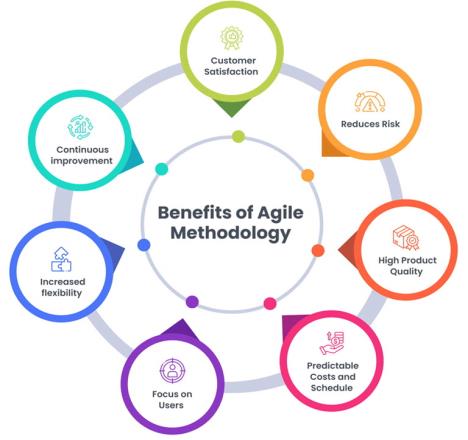 Customer
Satisfaction
Reduces Risk
High Product
Quality
Predictable
Costs and
Schedule
Focus on
Users
Increased
flexibility
Continuous
improvement
Benefits of Agile
Methodology